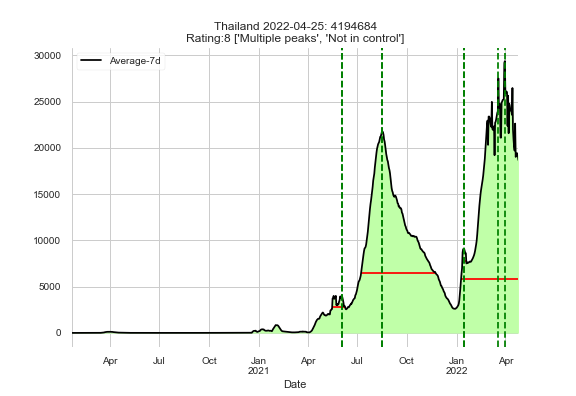 Thailand 2022-04-25: 4194684
Rating:8 ['Multiple peaks', 'Not in control']
Average-7d
30000
25000
20000
15000
10000
5000
0
Apr Jul Oct Jan Apr Jul Oct Jan Apr
2021 2022
Date